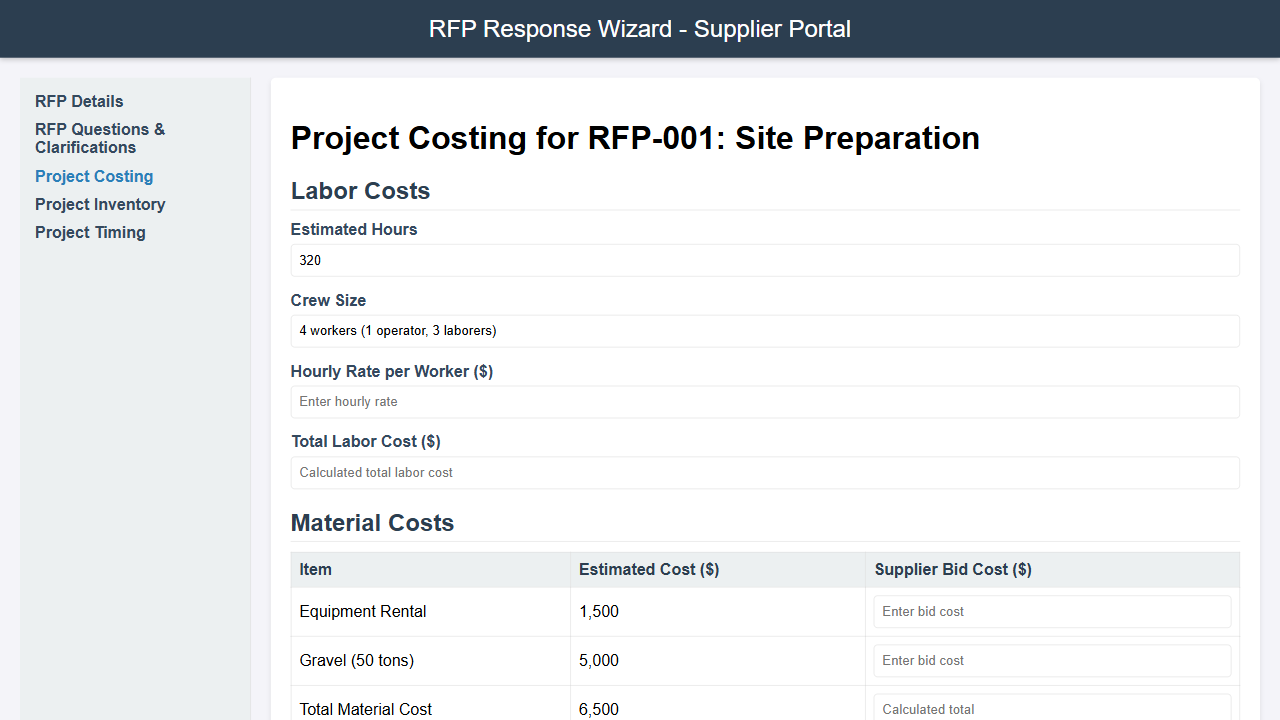 RFP Response Wizard - Supplier Portal
RFP Details
RFP Questions &
Clarifications
Project Costing
Project Inventory
Project Timing
Project Costing for RFP-001: Site Preparation
Labor Costs
Estimated Hours
320
Crew Size
4 workers (1 operator, 3 laborers)
Hourly Rate per Worker ($)
Enter hourly rate
Total Labor Cost ($)
Calculated total labor cost
Material Costs
Item Estimated Cost ($) Supplier Bid Cost ($)
Equipment Rental 1,500 Enter bid cost
Gravel (50 tons) 5,000 Enter bid cost
Total Material Cost 6,500 Calculated total